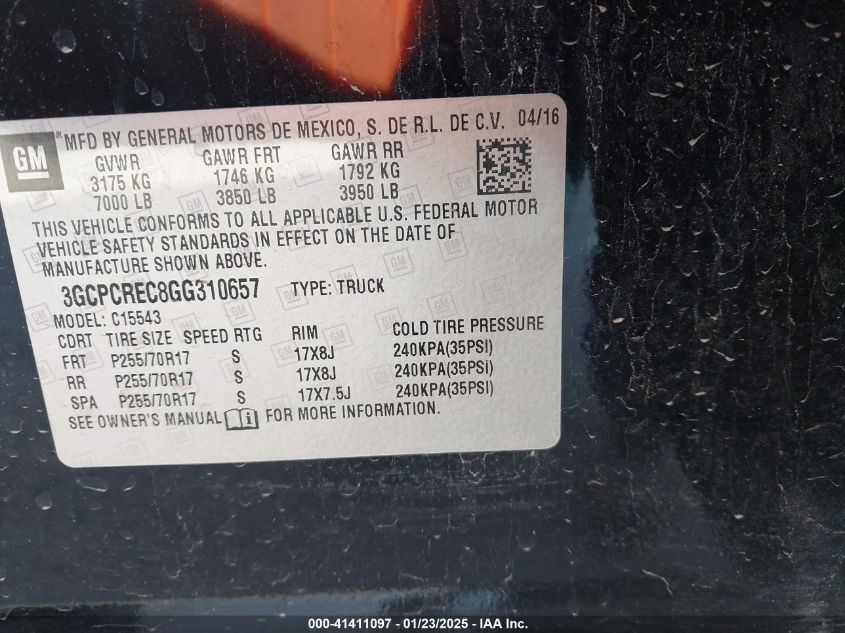 GM ® MFD BY GENERAL MOTORS DE MEXICO, S. DE R.L. DE C.V. 04/16
GVWR GAWR FRT GAWR RR
3175 KG 1746 KG 1792 KG
7000 LB 3850 LB 3950 LB
THIS VEHICLE CONFORMS TO ALL APPLICABLE U.S. FEDERAL MOTOR
VEHICLE SAFETY STANDARDS IN EFFECT ON THE DATE OF
MANUFACTURE SHOWN ABOVE.
3GCPCREC8GG310657 TYPE: TRUCK
MODEL: C15543
CDRT TIRE SIZE SPEED RTG RIM COLD TIRE PRESSURE
FRT P255/70R17 S 17X8J 240KPA(35PSI)
RR P255/70R17 S 17X8J 240KPA(35PSI)
SPA P255/70R17 S 17X7.5J 240KPA(35PSI)
SEE OWNER'S MANUAL i FOR MORE INFORMATION.
000-41411097 - 01/23/2025 - IAA Inc.